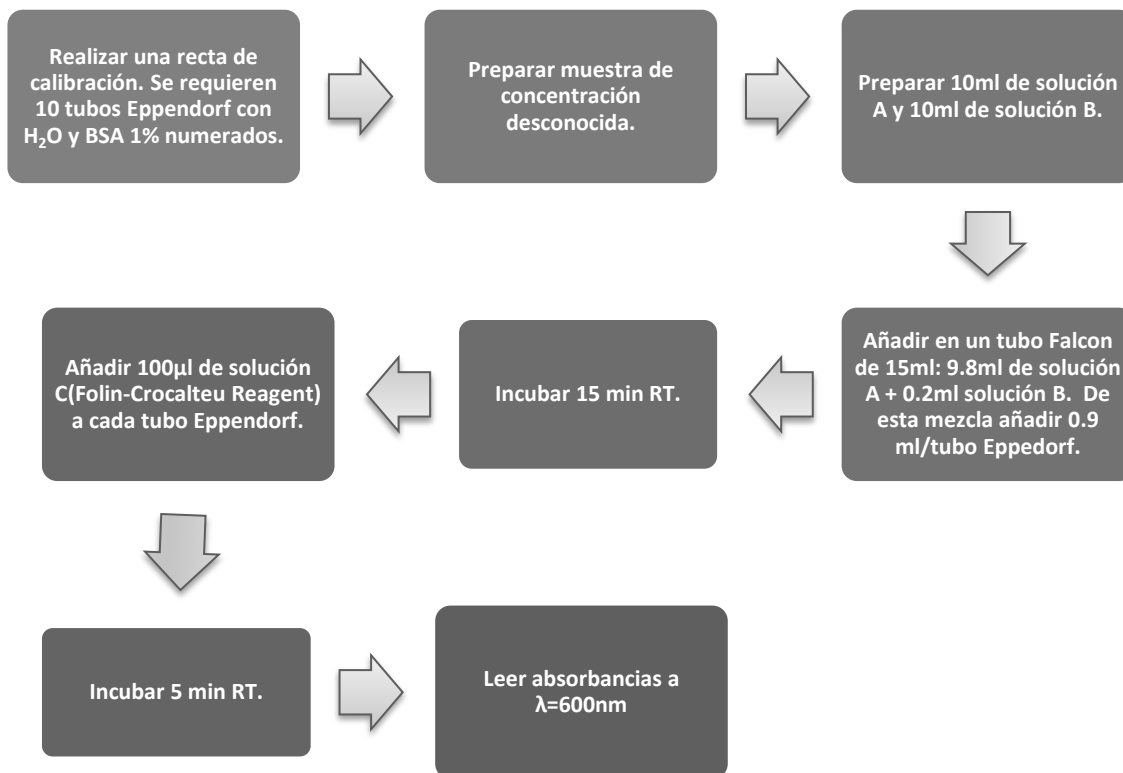 Realizar una recta de
calibración. Se requieren
10 tubos Eppendorf con
H₂O y BSA 1% numerados.
Preparar muestra de
concentración
desconocida.
Preparar 10ml de solución
A y 10ml de solución B.
Añadir en un tubo Falcon
de 15ml: 9.8ml de solución
A + 0.2ml solución B. De
esta mezcla añadir 0.9
ml/tubo Eppedorf.
Incubar 15 min RT.
Añadir 100µl de solución
C(Folin-Crocalteu Reagent)
a cada tubo Eppendorf.
Incubar 5 min RT.
Leer absorbancias a
λ=600nm